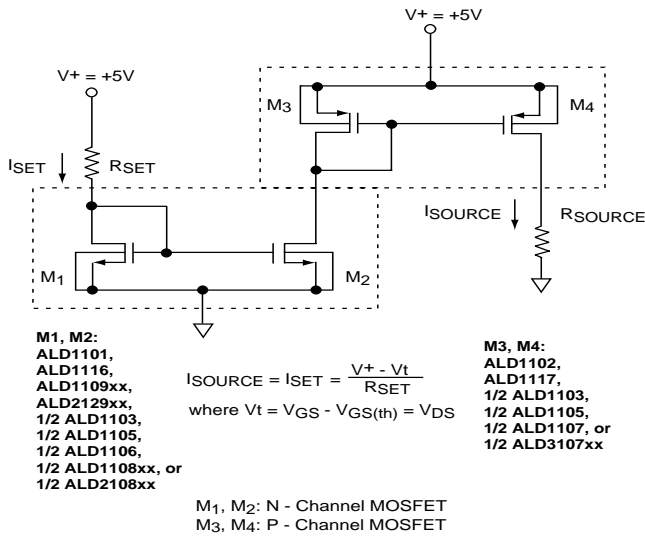 V+ = +5V
V+ = +5V
M3
M4
ISET
RSET
ISOURCE
RSOURCE
M1
M2
M1, M2:
ALD1101,
ALD1116,
ALD1109xx,
ALD2129xx,
1/2 ALD1103,
1/2 ALD1105,
1/2 ALD1106,
1/2 ALD1108xx, or
1/2 ALD2108xx
ISOURCE = ISET = V+ - Vt
RSET
where Vt = VGS - VGS(th) = VDS
M3, M4:
ALD1102,
ALD1117,
1/2 ALD1103,
1/2 ALD1105,
1/2 ALD1107, or
1/2 ALD3107xx
M1, M2: N - Channel MOSFET
M3, M4: P - Channel MOSFET